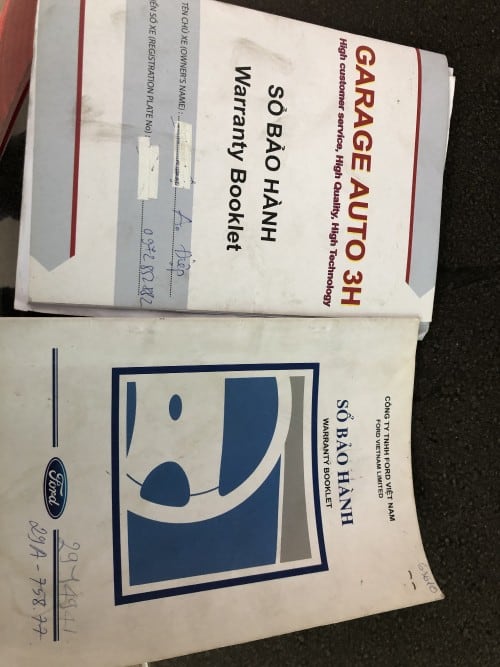 GARAGE AUTO 3H
High customer service, High Quality, High Technology
SỔ BẢO HÀNH
Warranty Booklet
TÊN CHỦ XE (OWNER'S NAME) : A. Điệp
BIỂN SỐ XE (REGISTRATION PLATE No) :
CÔNG TY TNHH FORD VIỆT NAM
FORD VIETNAM LIMITED
SỔ BẢO HÀNH
WARRANTY BOOKLET
Ford
29A - 758.77